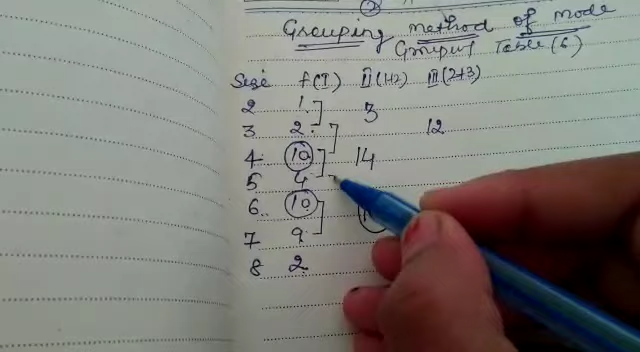 Grouping Method of Mode
Grouping Table (6)
Size f(I) II(1+2) III(2+3)
2 1 3
3 2 12
4 10 14
5 4
6 10
7 9
8 2